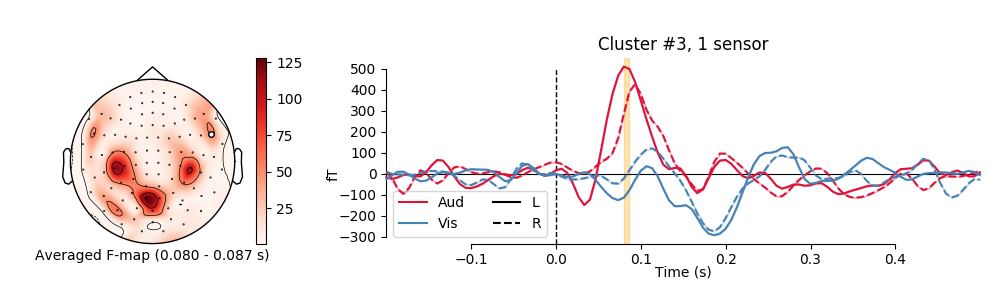 Cluster #3, 1 sensor
125
100
75
50
25
Averaged F-map (0.080 - 0.087 s)
fT
500
400
300
200
100
0
−100
−200
−300
Aud
Vis
L
R
−0.1
0.0
0.1
0.2
0.3
0.4
Time (s)